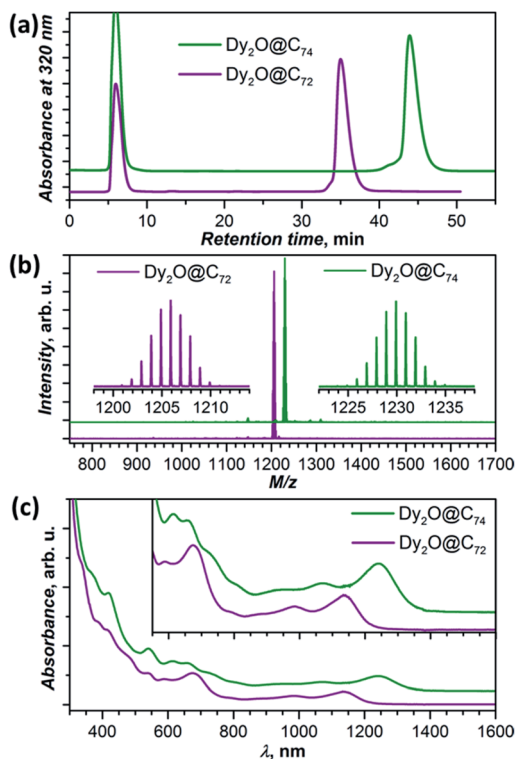 (a)
Dy₂O@C₇₄
Dy₂O@C₇₂
Absorbance at 320 nm
0 10 20 30 40 50
Retention time, min
(b)
Dy₂O@C₇₂
Dy₂O@C₇₄
Intensity, arb. u.
1200 1205 1210
1225 1230 1235
800 900 1000 1100 1200 1300 1400 1500 1600 1700
M/z
(c)
Dy₂O@C₇₄
Dy₂O@C₇₂
Absorbance, arb. u.
400 600 800 1000 1200 1400 1600
λ, nm